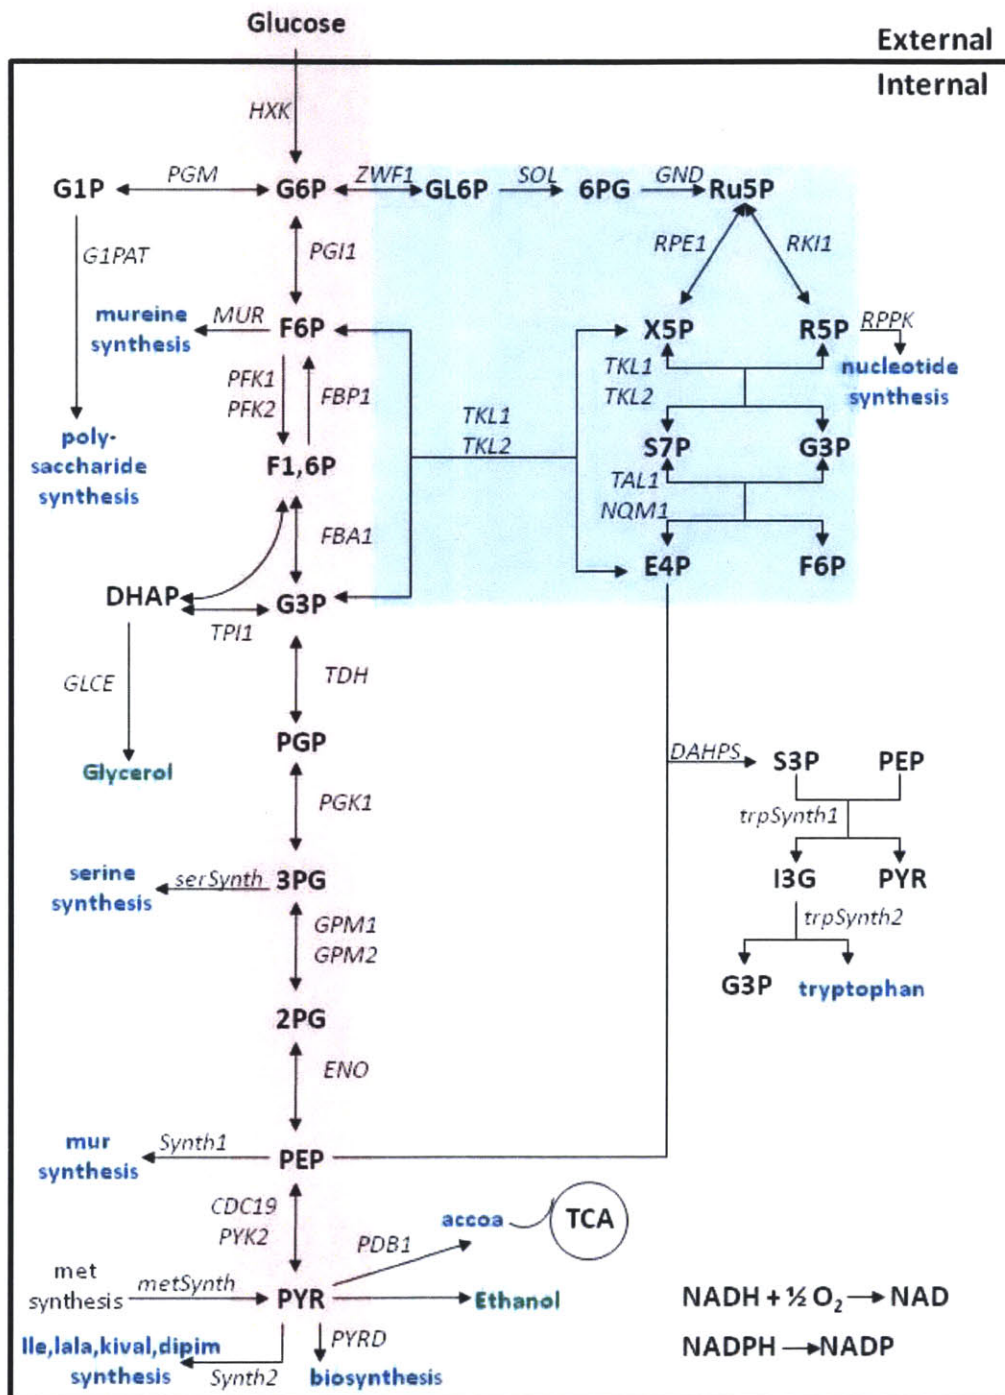 Glucose
External
Internal
HXK
G1P
PGM
G6P
ZWF1
GL6P
SOL
6PG
GND
Ru5P
G1PAT
PGI1
RPE1
RKI1
mureine
synthesis
MUR
F6P
X5P
R5P
RPPK
nucleotide
synthesis
PFK1
PFK2
FBP1
TKL1
TKL2
TKL1
TKL2
poly-
saccharide
synthesis
F1,6P
S7P
G3P
TAL1
NQM1
FBA1
E4P
F6P
DHAP
G3P
TPI1
GLCE
TDH
Glycerol
PGP
DAHPS
S3P
PEP
PGK1
trpSynth1
serine
synthesis
serSynth
3PG
I3G
PYR
GPM1
GPM2
trpSynth2
G3P
tryptophan
2PG
ENO
mur
synthesis
Synth1
PEP
CDC19
PYK2
PDB1
accoa
TCA
met
synthesis
metSynth
PYR
Ethanol
NADH + ½ O₂ → NAD
NADPH → NADP
Ile,lala,kival,dipim
synthesis
Synth2
PYRD
biosynthesis